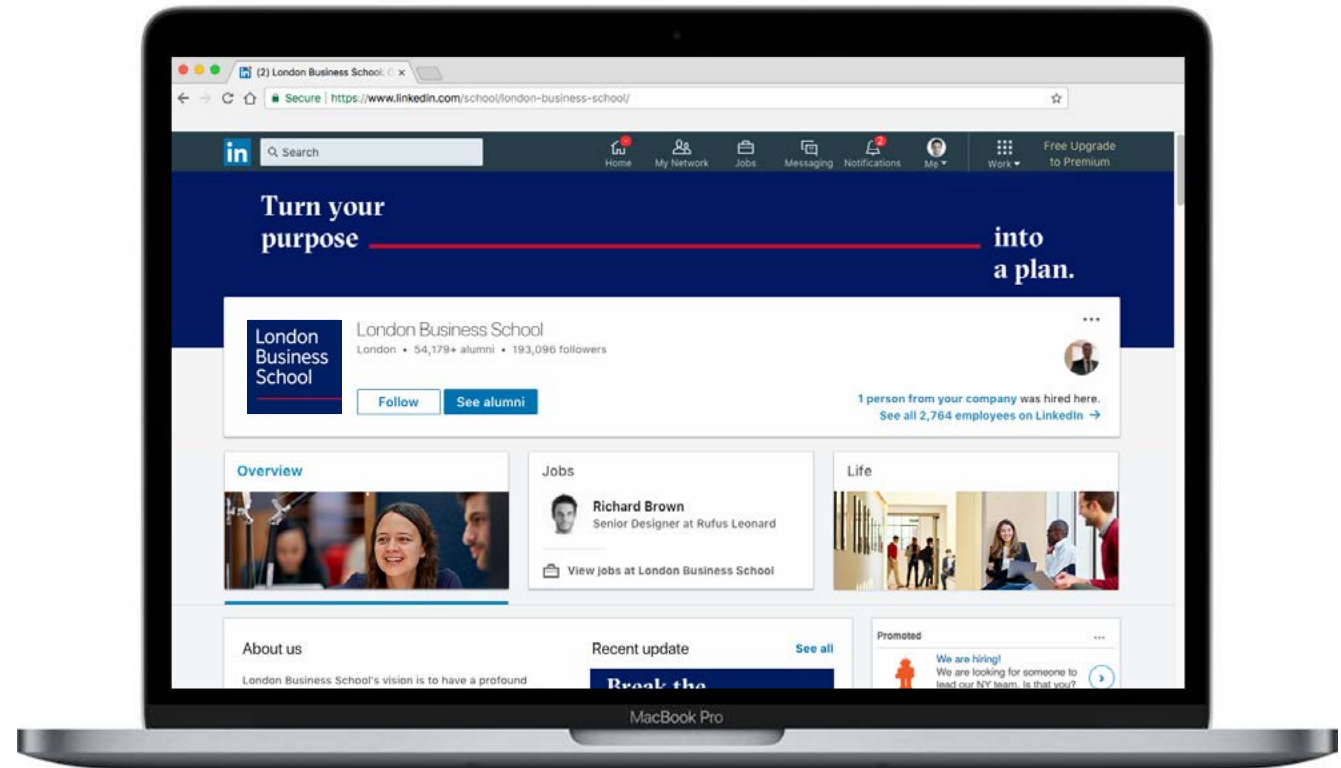 (2) London Business School: G
Secure | https://www.linkedin.com/school/london-business-school/
in
Search
Home
My Network
Jobs
Messaging
2
Notifications
Me
Work
Free Upgrade
to Premium
Turn your
purpose
into
a plan.
London
Business
School
London Business School
London • 54,179+ alumni • 193,096 followers
Follow
See alumni
1 person from your company was hired here.
See all 2,764 employees on LinkedIn →
Overview
Jobs
Richard Brown
Senior Designer at Rufus Leonard
View jobs at London Business School
Life
About us
London Business School's vision is to have a profound
Recent update
See all
Break the
Promoted
We are hiring!
We are looking for someone to
lead our NY team. Is that you?
MacBook Pro